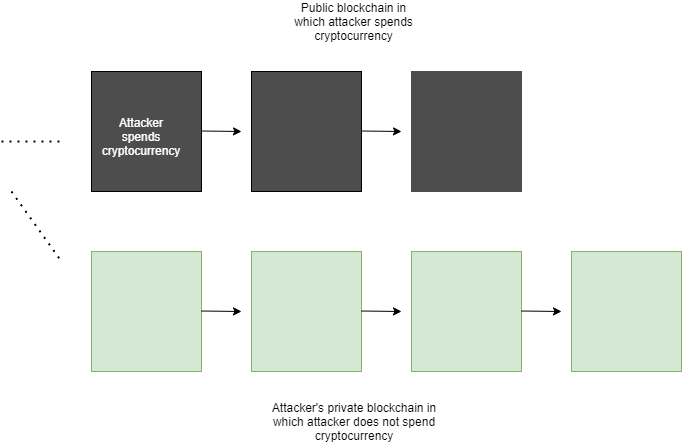 Public blockchain in
which attacker spends
cryptocurrency
Attacker
spends
cryptocurrency
Attacker's private blockchain in
which attacker does not spend
cryptocurrency